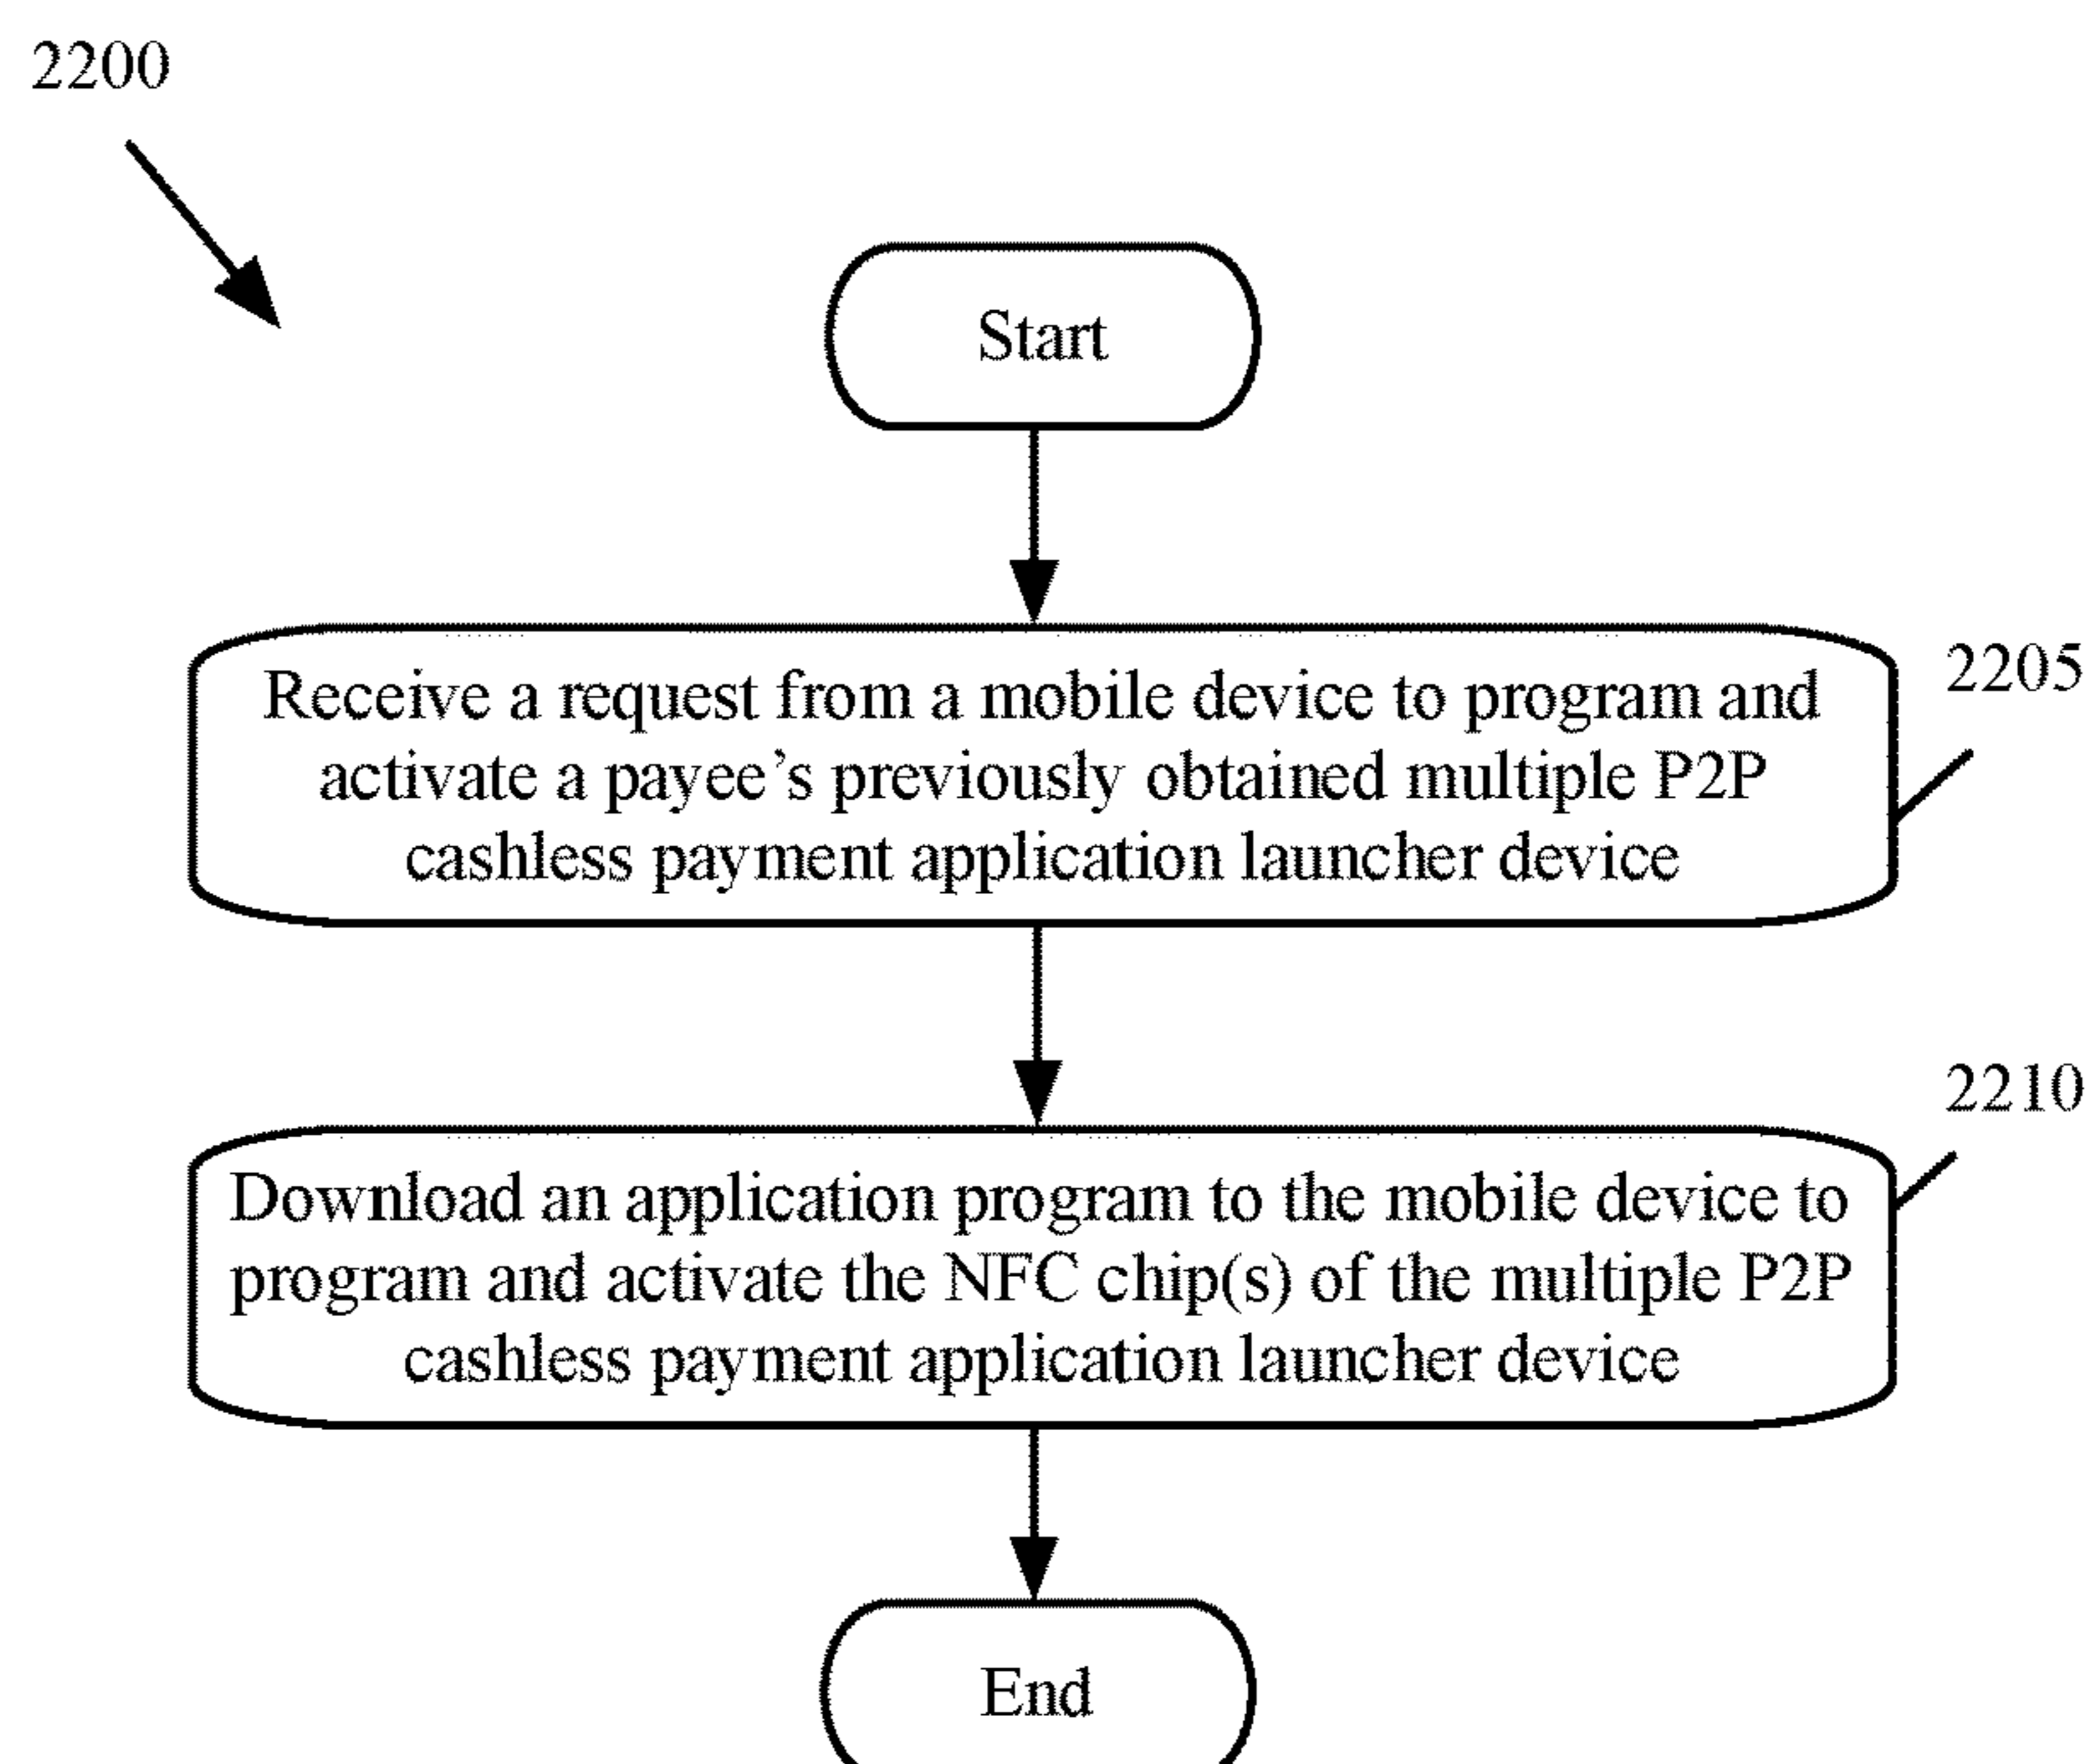 2200
Start
Receive a request from a mobile device to program and
activate a payee’s previously obtained multiple P2P
cashless payment application launcher device
2205
Download an application program to the mobile device to
program and activate the NFC chip(s) of the multiple P2P
cashless payment application launcher device
2210
End